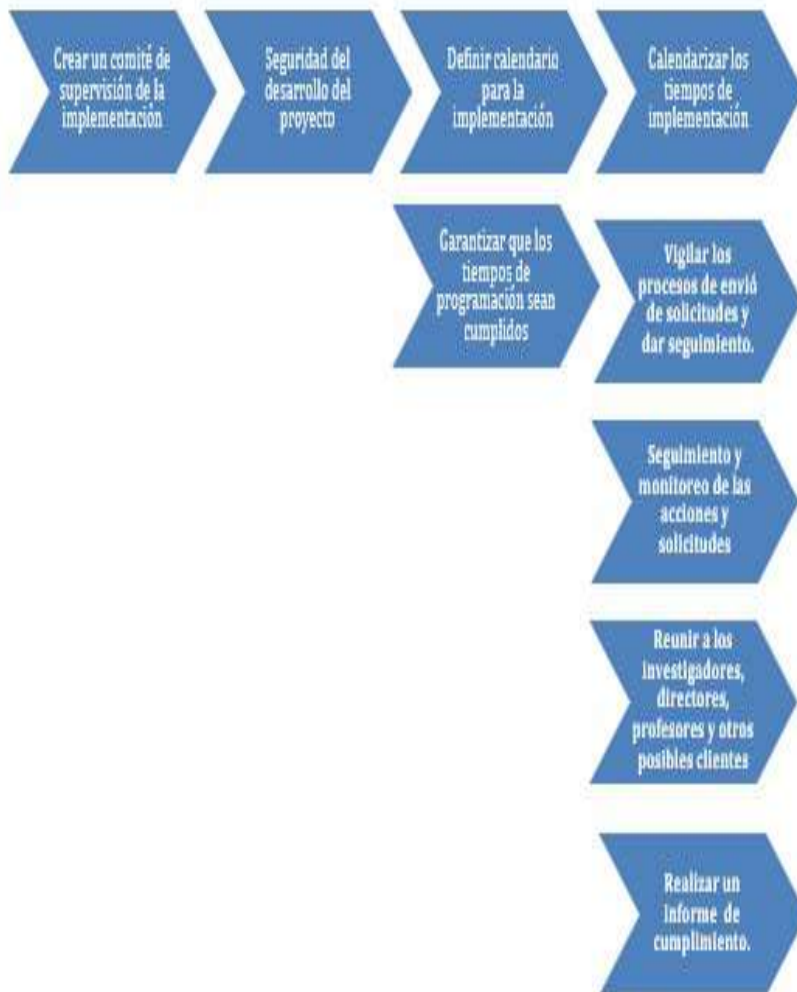 Crear un comité de
supervisión de la
implementación
Seguridad del
desarrollo del
proyecto
Definir calendario
para la
implementación
Calendarizar los
tiempos de
implementación
Garantizar que los
tiempos de
programación sean
cumplidos
Vigilar los
procesos de envió
de solicitudes y
dar seguimiento.
Seguimiento y
monitoreo de las
acciones y
solicitudes
Reunir a los
investigadores,
directores,
profesores y otros
posibles clientes
Realizar un
informe de
cumplimiento.